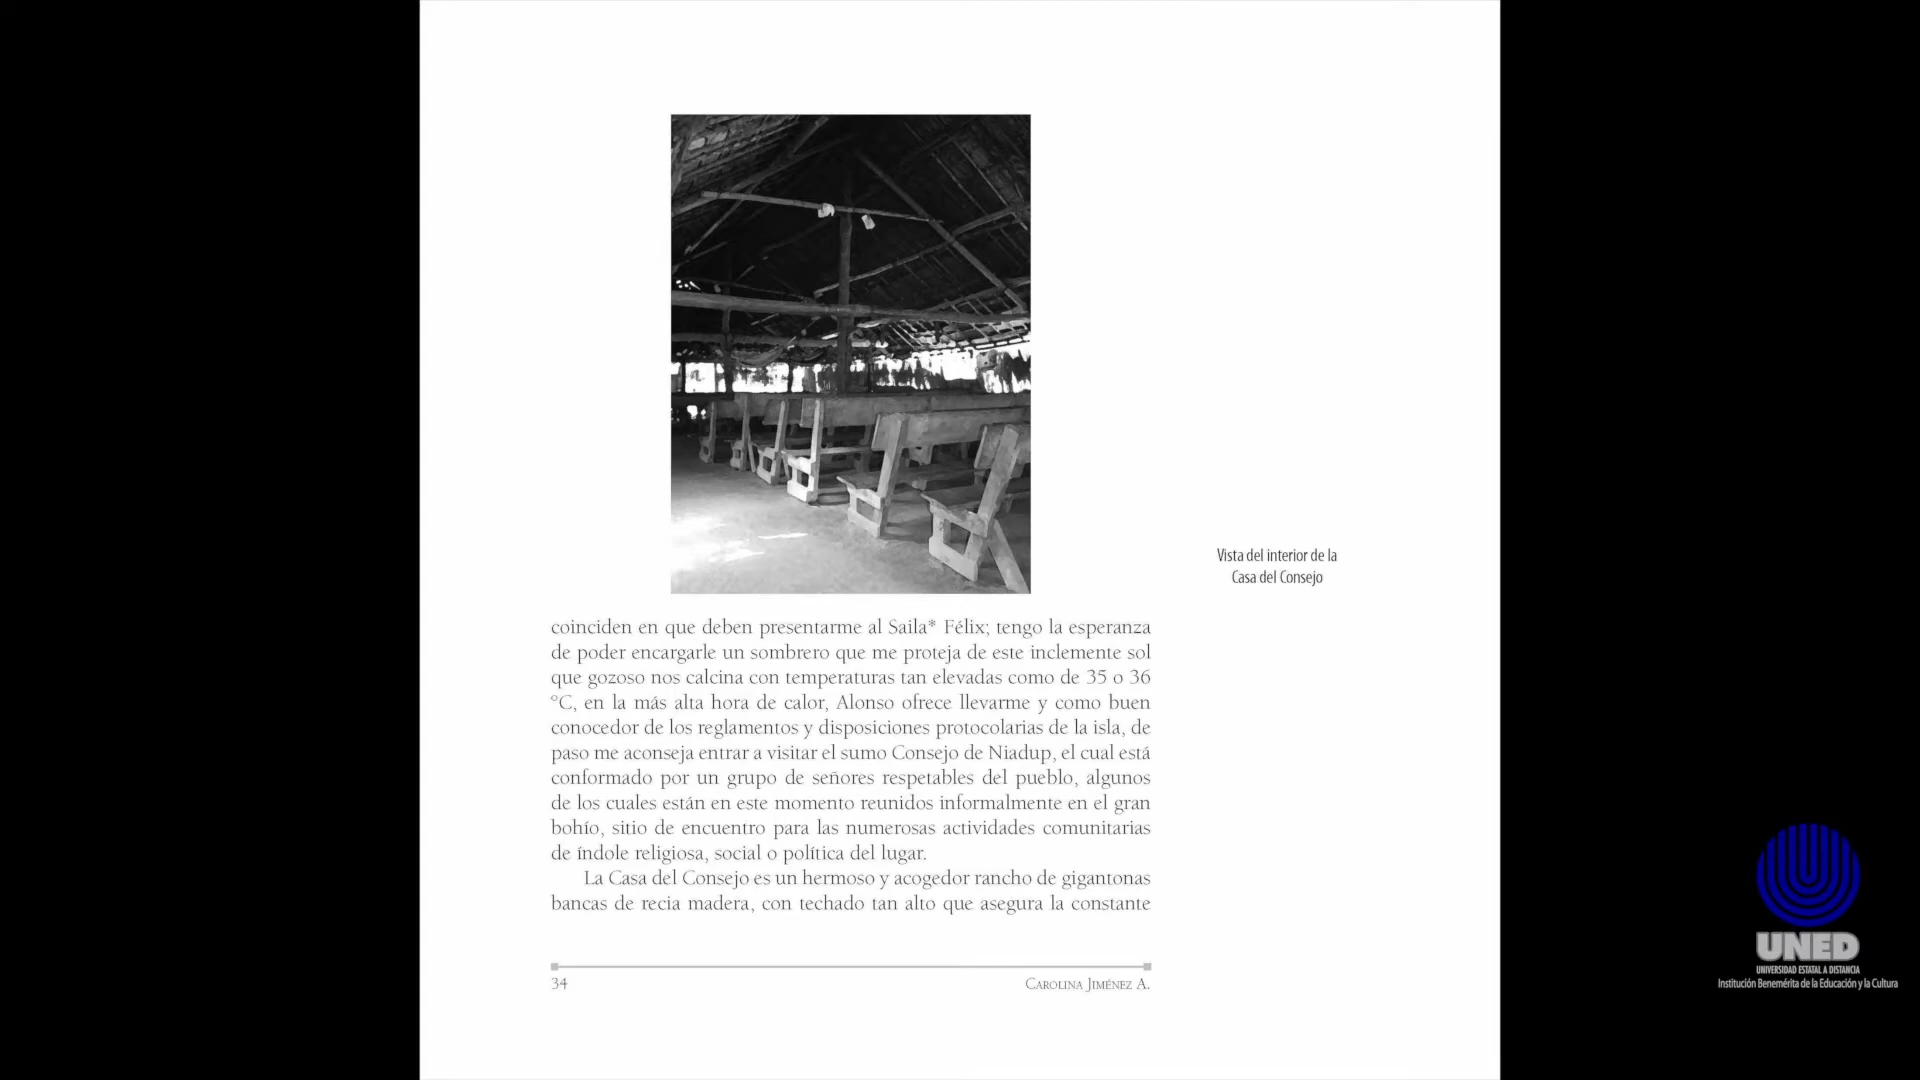 Vista del interior de la
Casa del Consejo
coinciden en que deben presentarme al Saila* Félix; tengo la esperanza
de poder encargarle un sombrero que me proteja de este inclemente sol
que gozoso nos calcina con temperaturas tan elevadas como de 35 o 36
°C, en la más alta hora de calor, Alonso ofrece llevarme y como buen
conocedor de los reglamentos y disposiciones protocolarias de la isla, de
paso me aconseja entrar a visitar el sumo Consejo de Niadup, el cual está
conformado por un grupo de señores respetables del pueblo, algunos
de los cuales están en este momento reunidos informalmente en el gran
bohío, sitio de encuentro para las numerosas actividades comunitarias
de índole religiosa, social o política del lugar.
La Casa del Consejo es un hermoso y acogedor rancho de gigantonas
bancas de recia madera, con techado tan alto que asegura la constante
34
Carolina Jiménez A.
UNED
UNIVERSIDAD ESTATAL A DISTANCIA
Institución Benemérita de la Educación y la Cultura